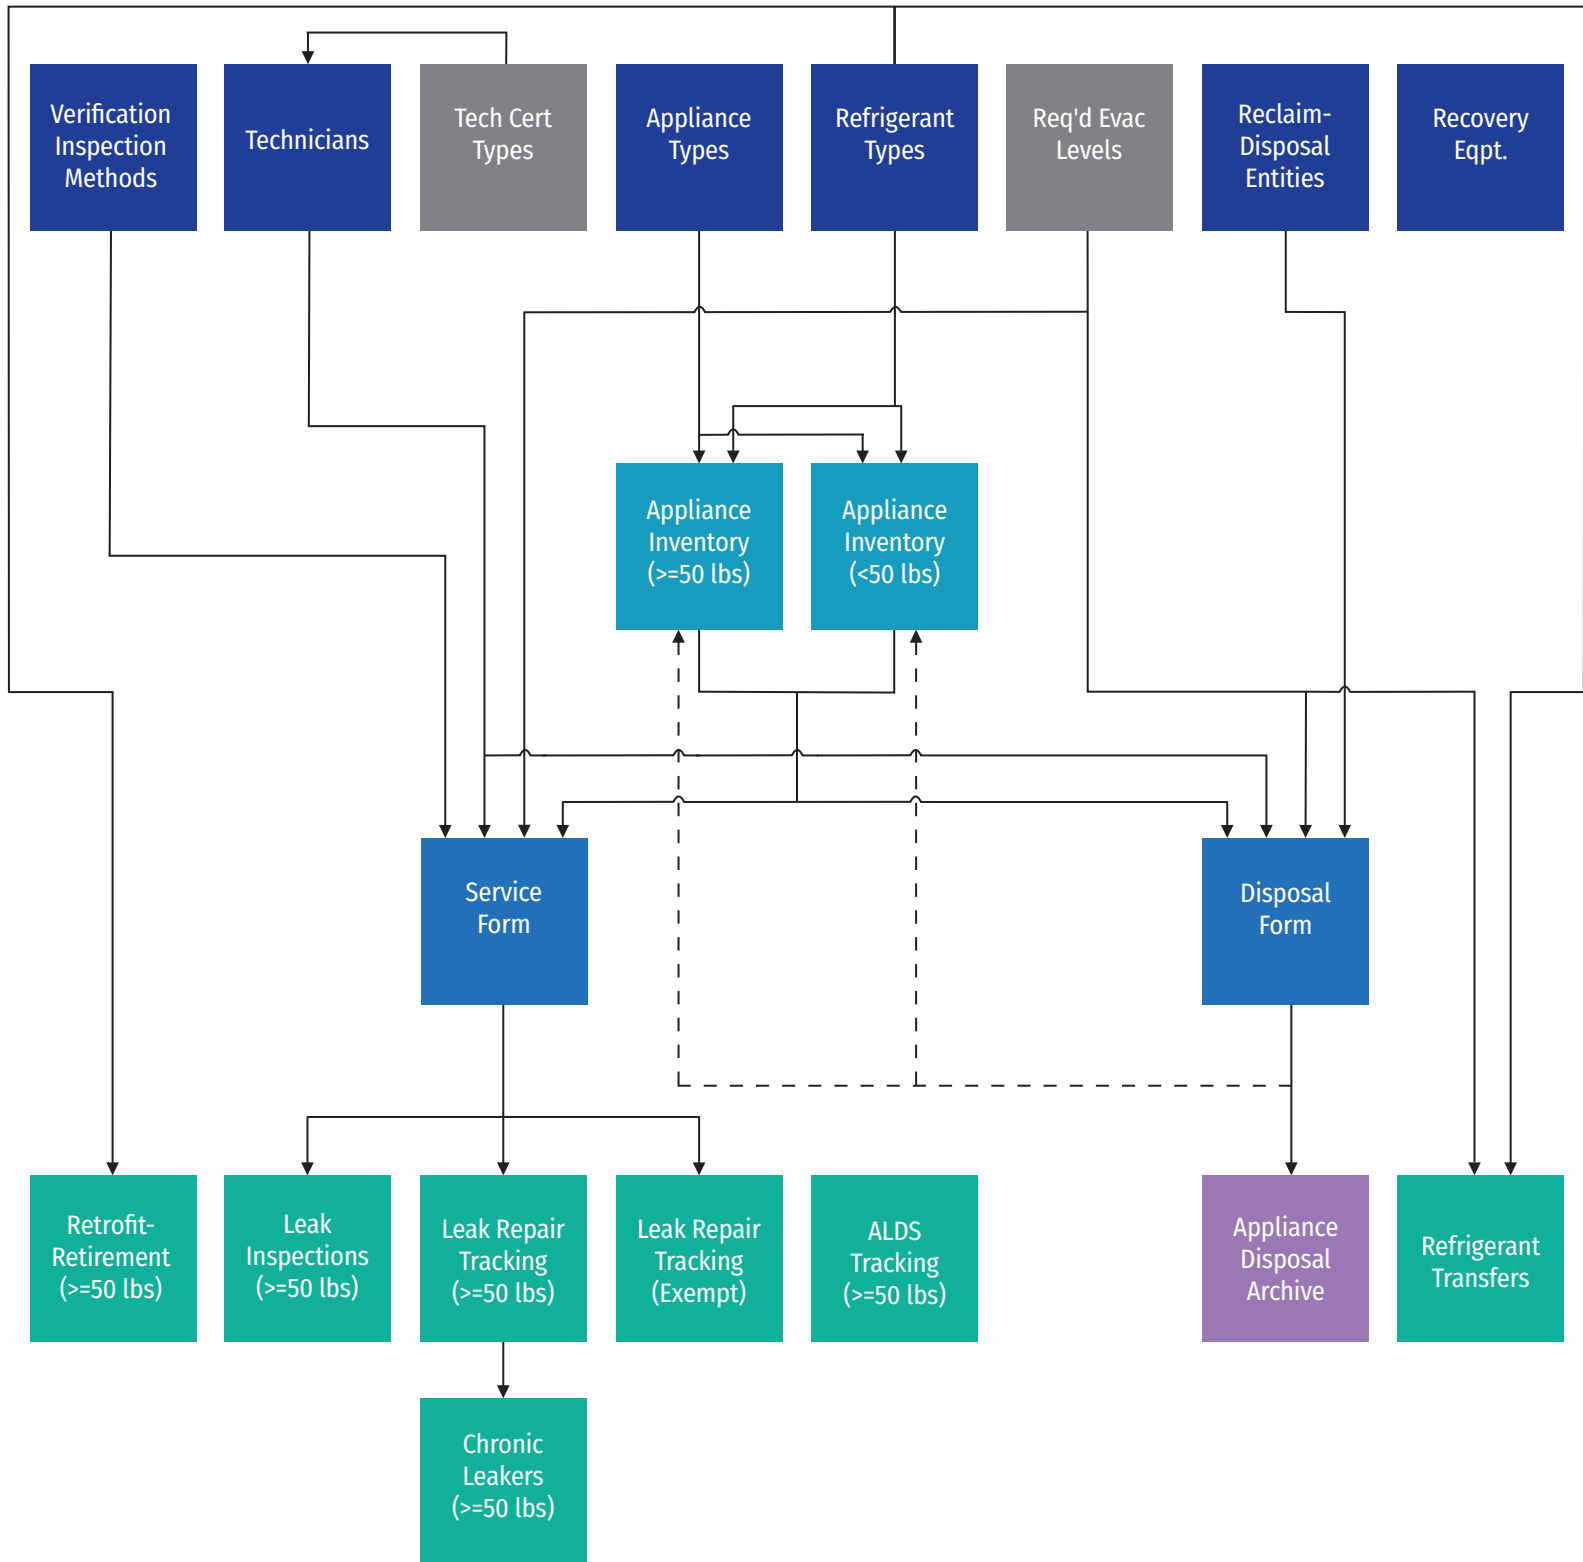 Verification
Inspection
Methods
Technicians
Tech Cert
Types
Appliance
Types
Refrigerant
Types
Req'd Evac
Levels
Reclaim-
Disposal
Entities
Recovery
Eqpt.
Appliance
Inventory
(>=50 lbs)
Appliance
Inventory
(<50 lbs)
Service
Form
Disposal
Form
Retrofit-
Retirement
(>=50 lbs)
Leak
Inspections
(>=50 lbs)
Leak Repair
Tracking
(>=50 lbs)
Leak Repair
Tracking
(Exempt)
ALDS
Tracking
(>=50 lbs)
Appliance
Disposal
Archive
Refrigerant
Transfers
Chronic
Leakers
(>=50 lbs)